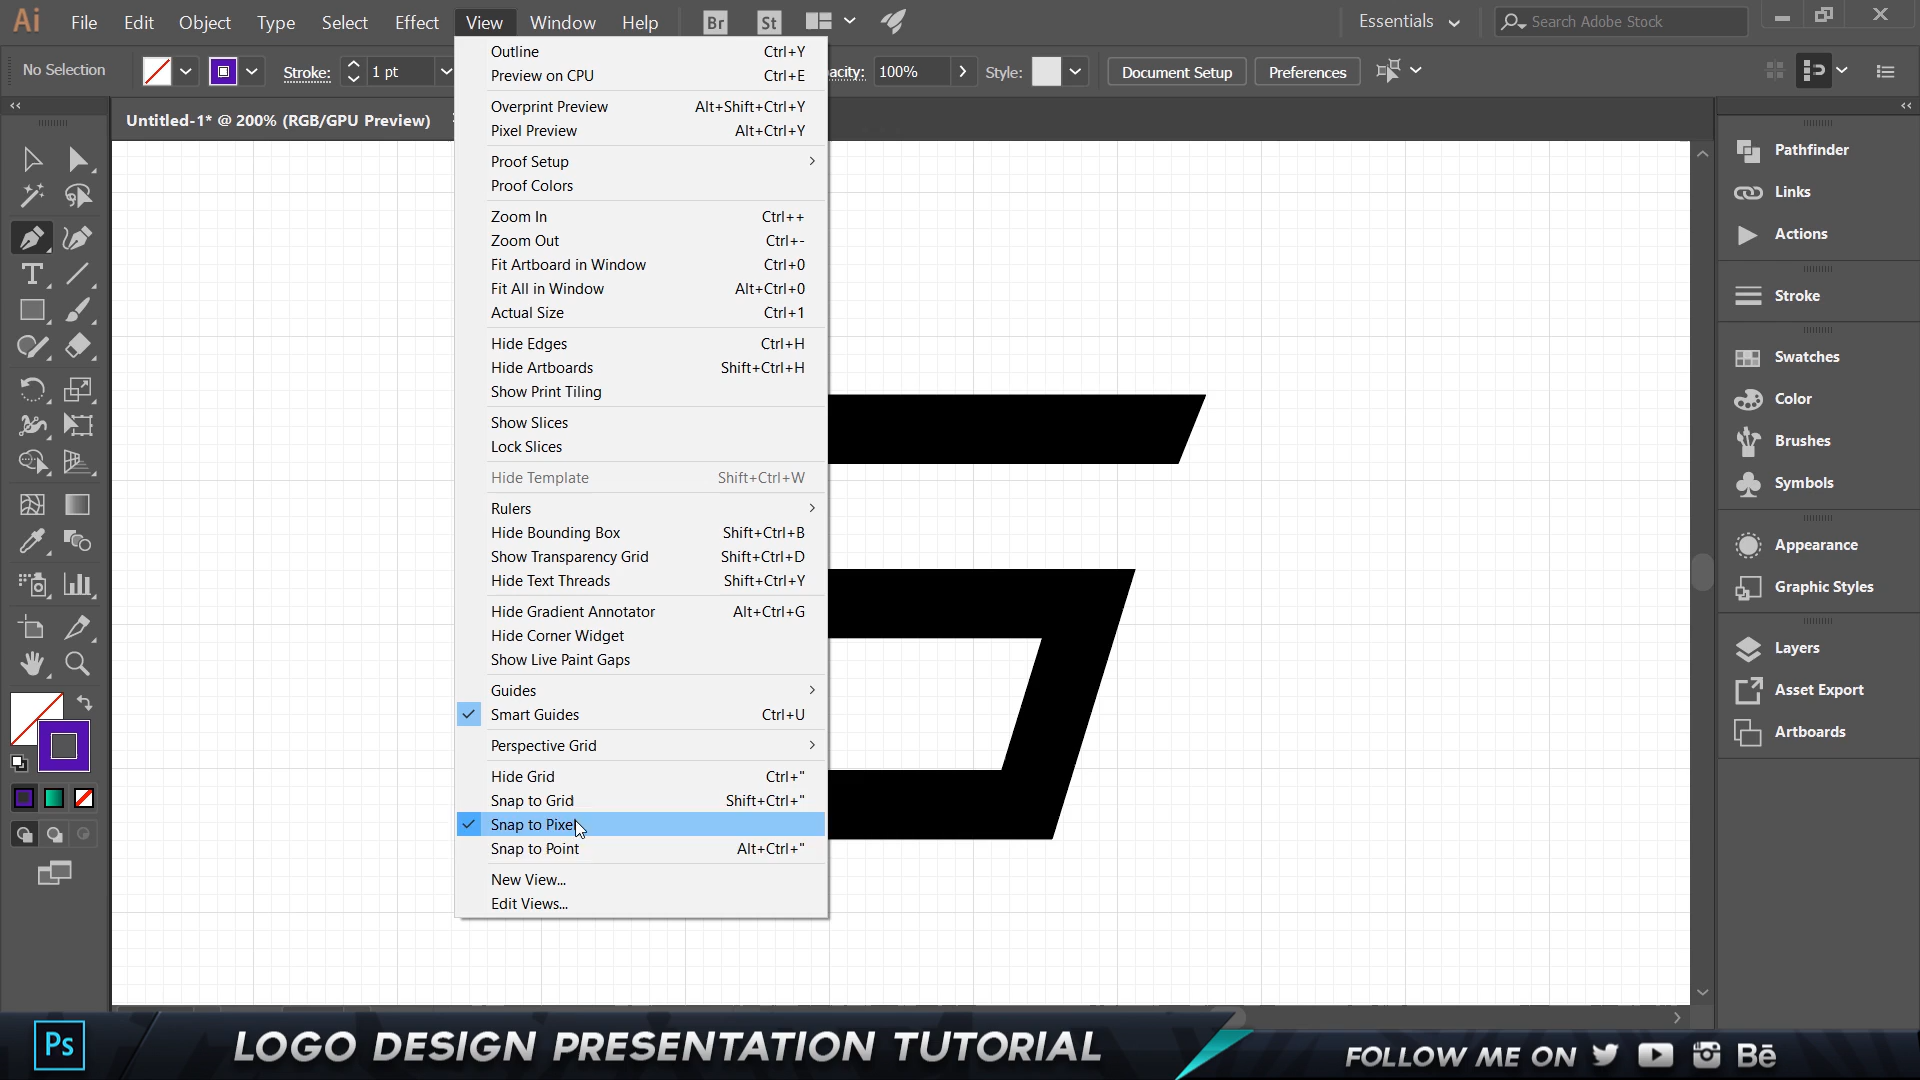 Ai File Edit Object Type Select Effect View Window Help Br St Essentials Search Adobe Stock
No Selection Stroke: 1 pt acity: 100% Style: Document Setup Preferences
Untitled-1* @ 200% (RGB/GPU Preview)
Outline Ctrl+Y
Preview on CPU Ctrl+E
Overprint Preview Alt+Shift+Ctrl+Y
Pixel Preview Alt+Ctrl+Y
Proof Setup
Proof Colors
Zoom In Ctrl++
Zoom Out Ctrl+-
Fit Artboard in Window Ctrl+0
Fit All in Window Alt+Ctrl+0
Actual Size Ctrl+1
Hide Edges Ctrl+H
Hide Artboards Shift+Ctrl+H
Show Print Tiling
Show Slices
Lock Slices
Hide Template Shift+Ctrl+W
Rulers
Hide Bounding Box Shift+Ctrl+B
Show Transparency Grid Shift+Ctrl+D
Hide Text Threads Shift+Ctrl+Y
Hide Gradient Annotator Alt+Ctrl+G
Hide Corner Widget
Show Live Paint Gaps
Guides
Smart Guides Ctrl+U
Perspective Grid
Hide Grid Ctrl+"
Snap to Grid Shift+Ctrl+"
Snap to Pixel
Snap to Point Alt+Ctrl+"
New View...
Edit Views...
Pathfinder
Links
Actions
Stroke
Swatches
Color
Brushes
Symbols
Appearance
Graphic Styles
Layers
Asset Export
Artboards
Ps LOGO DESIGN PRESENTATION TUTORIAL FOLLOW ME ON Bē